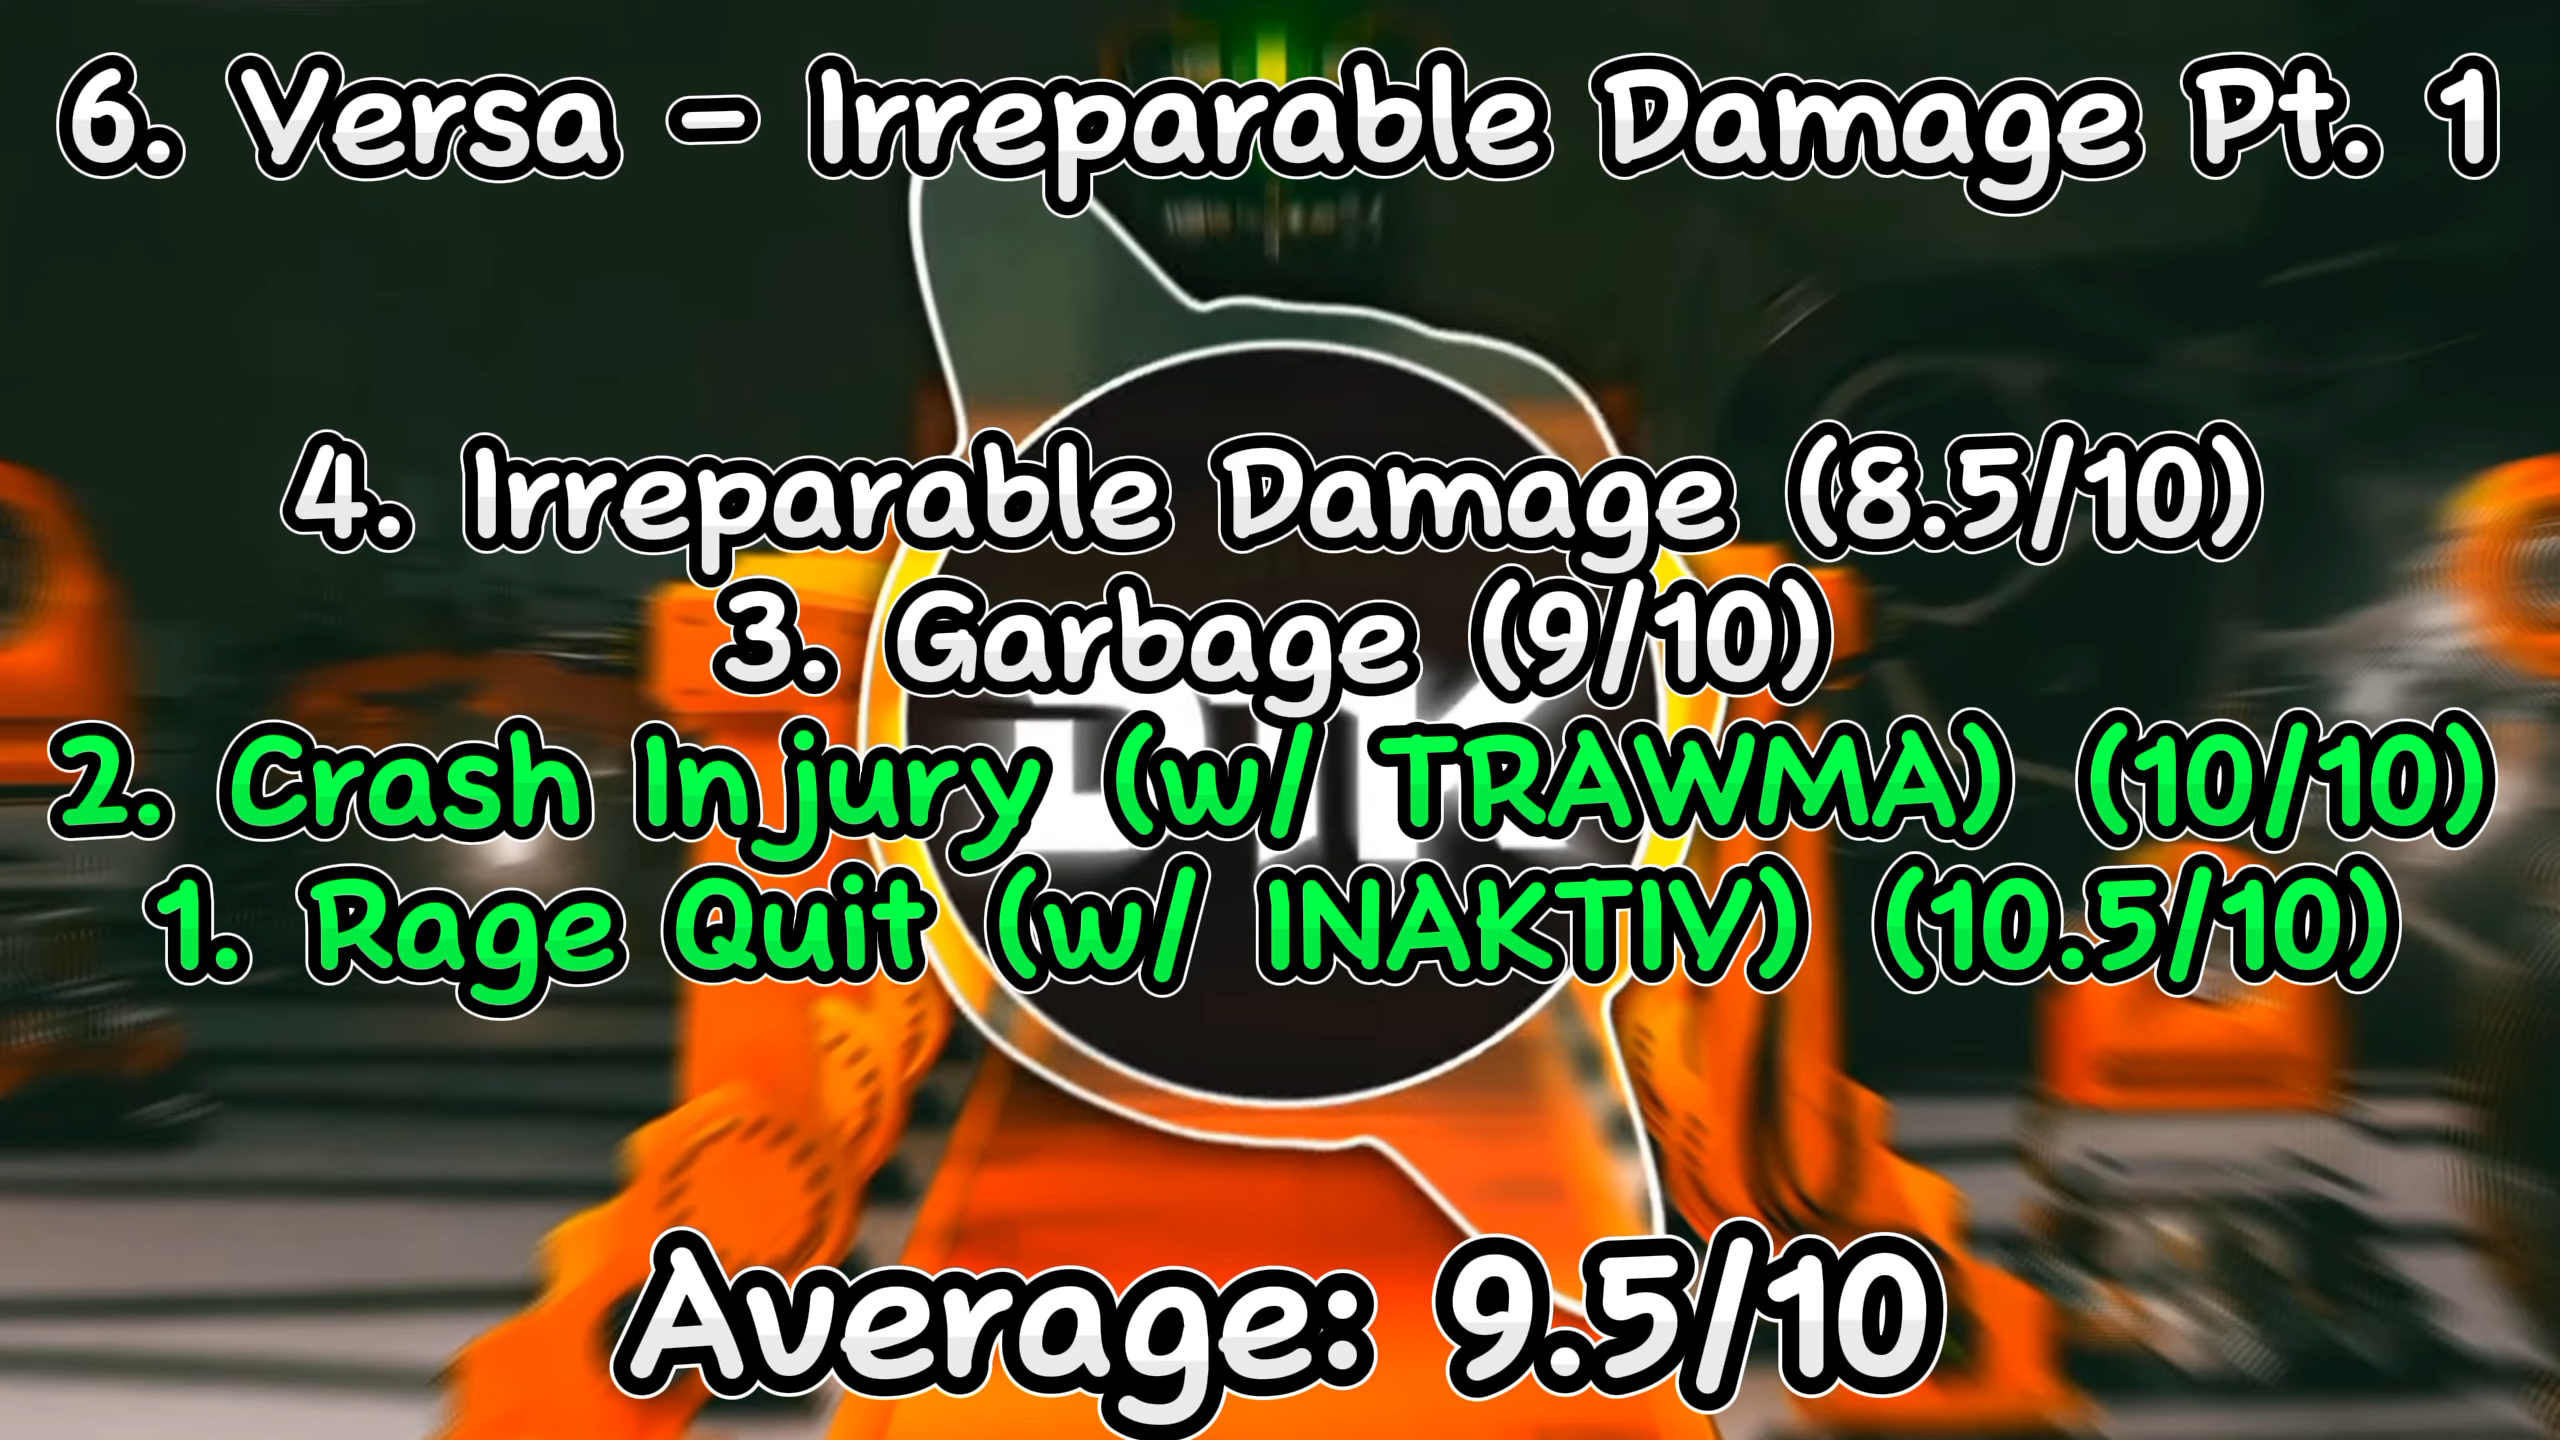 6. Versa - Irreparable Damage Pt. 1
4. Irreparable Damage (8.5/10)
3. Garbage (9/10)
2. Crash Injury (w/ TRAWMA) (10/10)
1. Rage Quit (w/ INAKTIV) (10.5/10)
Average: 9.5/10